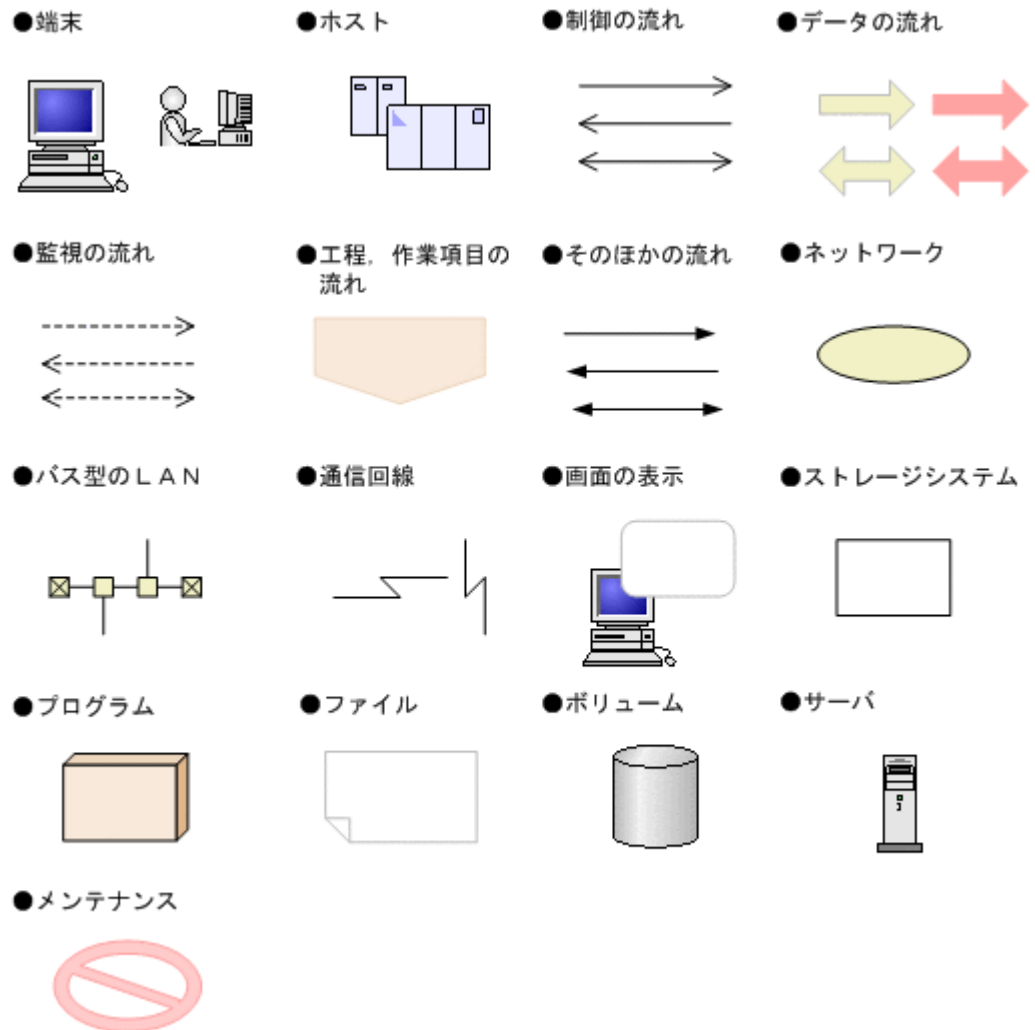 ●端末
●ホスト
●制御の流れ
●データの流れ
●監視の流れ
●工程，作業項目の
流れ
●そのほかの流れ
●ネットワーク
●バス型のＬＡＮ
●通信回線
●画面の表示
●ストレージシステム
●プログラム
●ファイル
●ボリューム
●サーバ
●メンテナンス